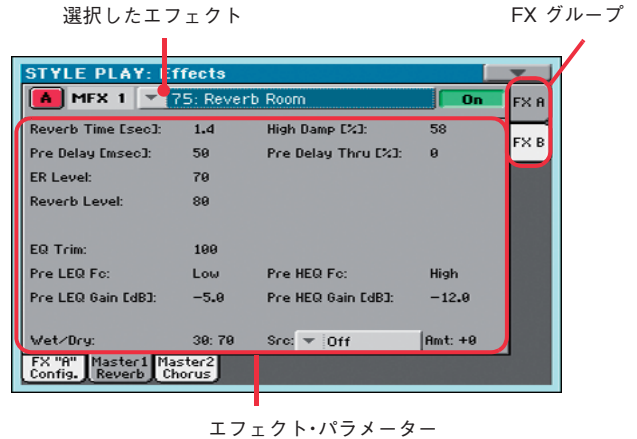 選択したエフェクト
FX グループ
STYLE PLAY: Effects
A MFX 1 75: Reverb Room On
FX A
FX B
Reverb Time [sec]: 1.4 High Damp [%]: 58
Pre Delay [msec]: 50 Pre Delay Thru [%]: 0
ER Level: 70
Reverb Level: 80
EQ Trim: 100
Pre LEQ Fc: Low Pre HEQ Fc: High
Pre LEQ Gain [dB]: -5.0 Pre HEQ Gain [dB]: -12.0
Wet/Dry: 30: 70 Src: Off Amt: +0
FX "A" Config.
Master1 Reverb
Master2 Chorus
エフェクト・パラメーター